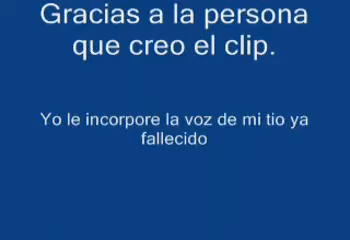 Gracias a la persona
que creo el clip.
Yo le incorpore la voz de mi tio ya
fallecido